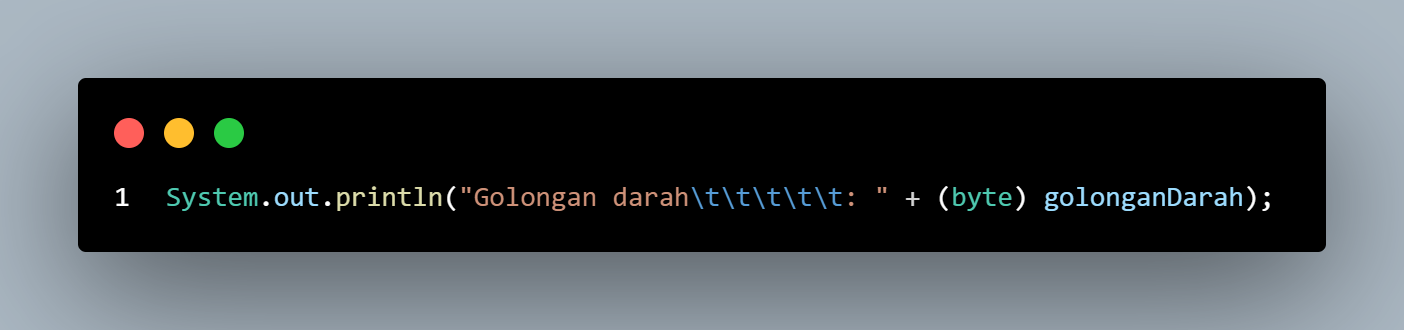 1 System.out.println("Golongan darah\t\t\t\t\t: " + (byte) golonganDarah);